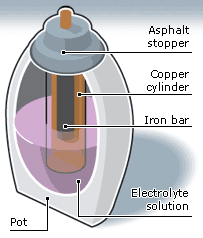 Asphalt
stopper
Copper
cylinder
Iron bar
Electrolyte
solution
Pot